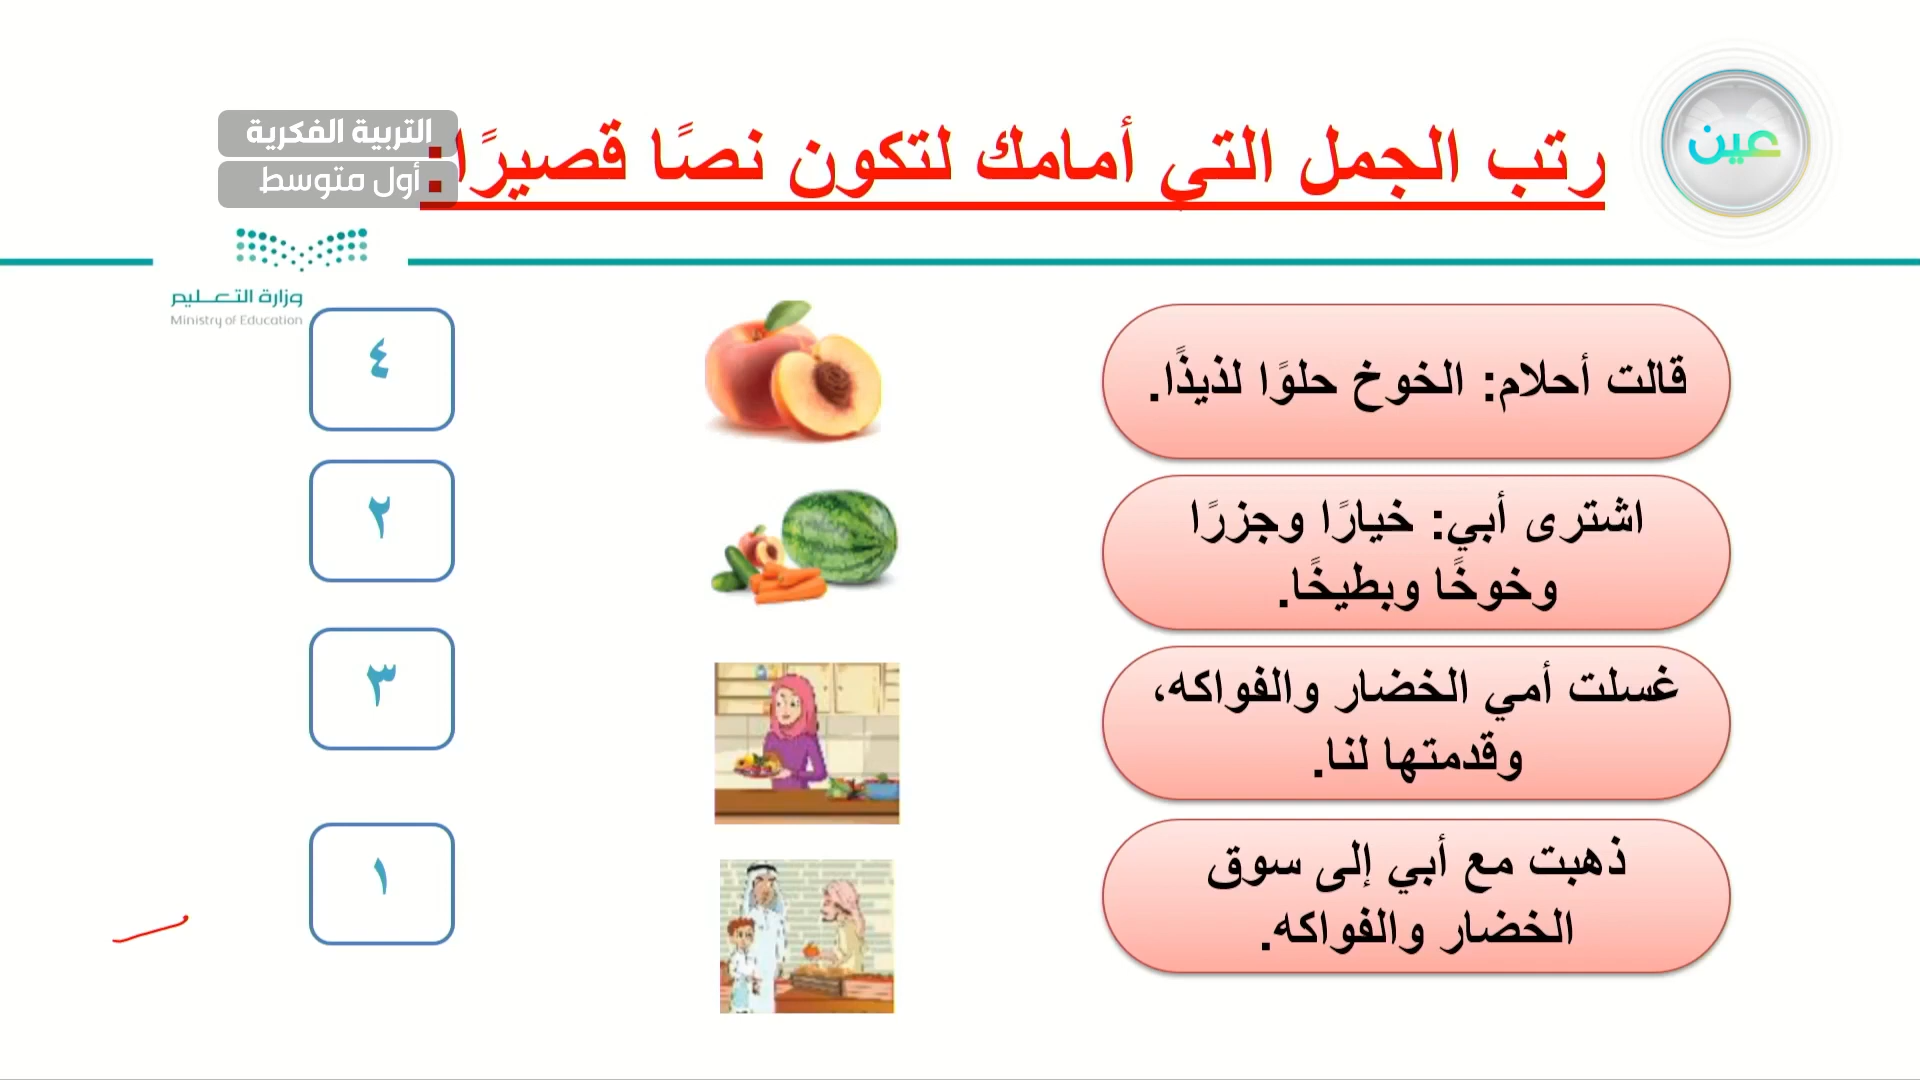 عين
رتب الجمل التي أمامك لتكون نصًا قصيرًا:
التربية الفكرية
أول متوسط
وزارة التعليم
Ministry of Education
قالت أحلام: الخوخ حلوًا لذيذًا.
٤
اشترى أبي: خيارًا وجزرًا
وخوخًا وبطيخًا.
٢
غسلت أمي الخضار والفواكه،
وقدمتها لنا.
٣
ذهبت مع أبي إلى سوق
الخضار والفواكه.
١